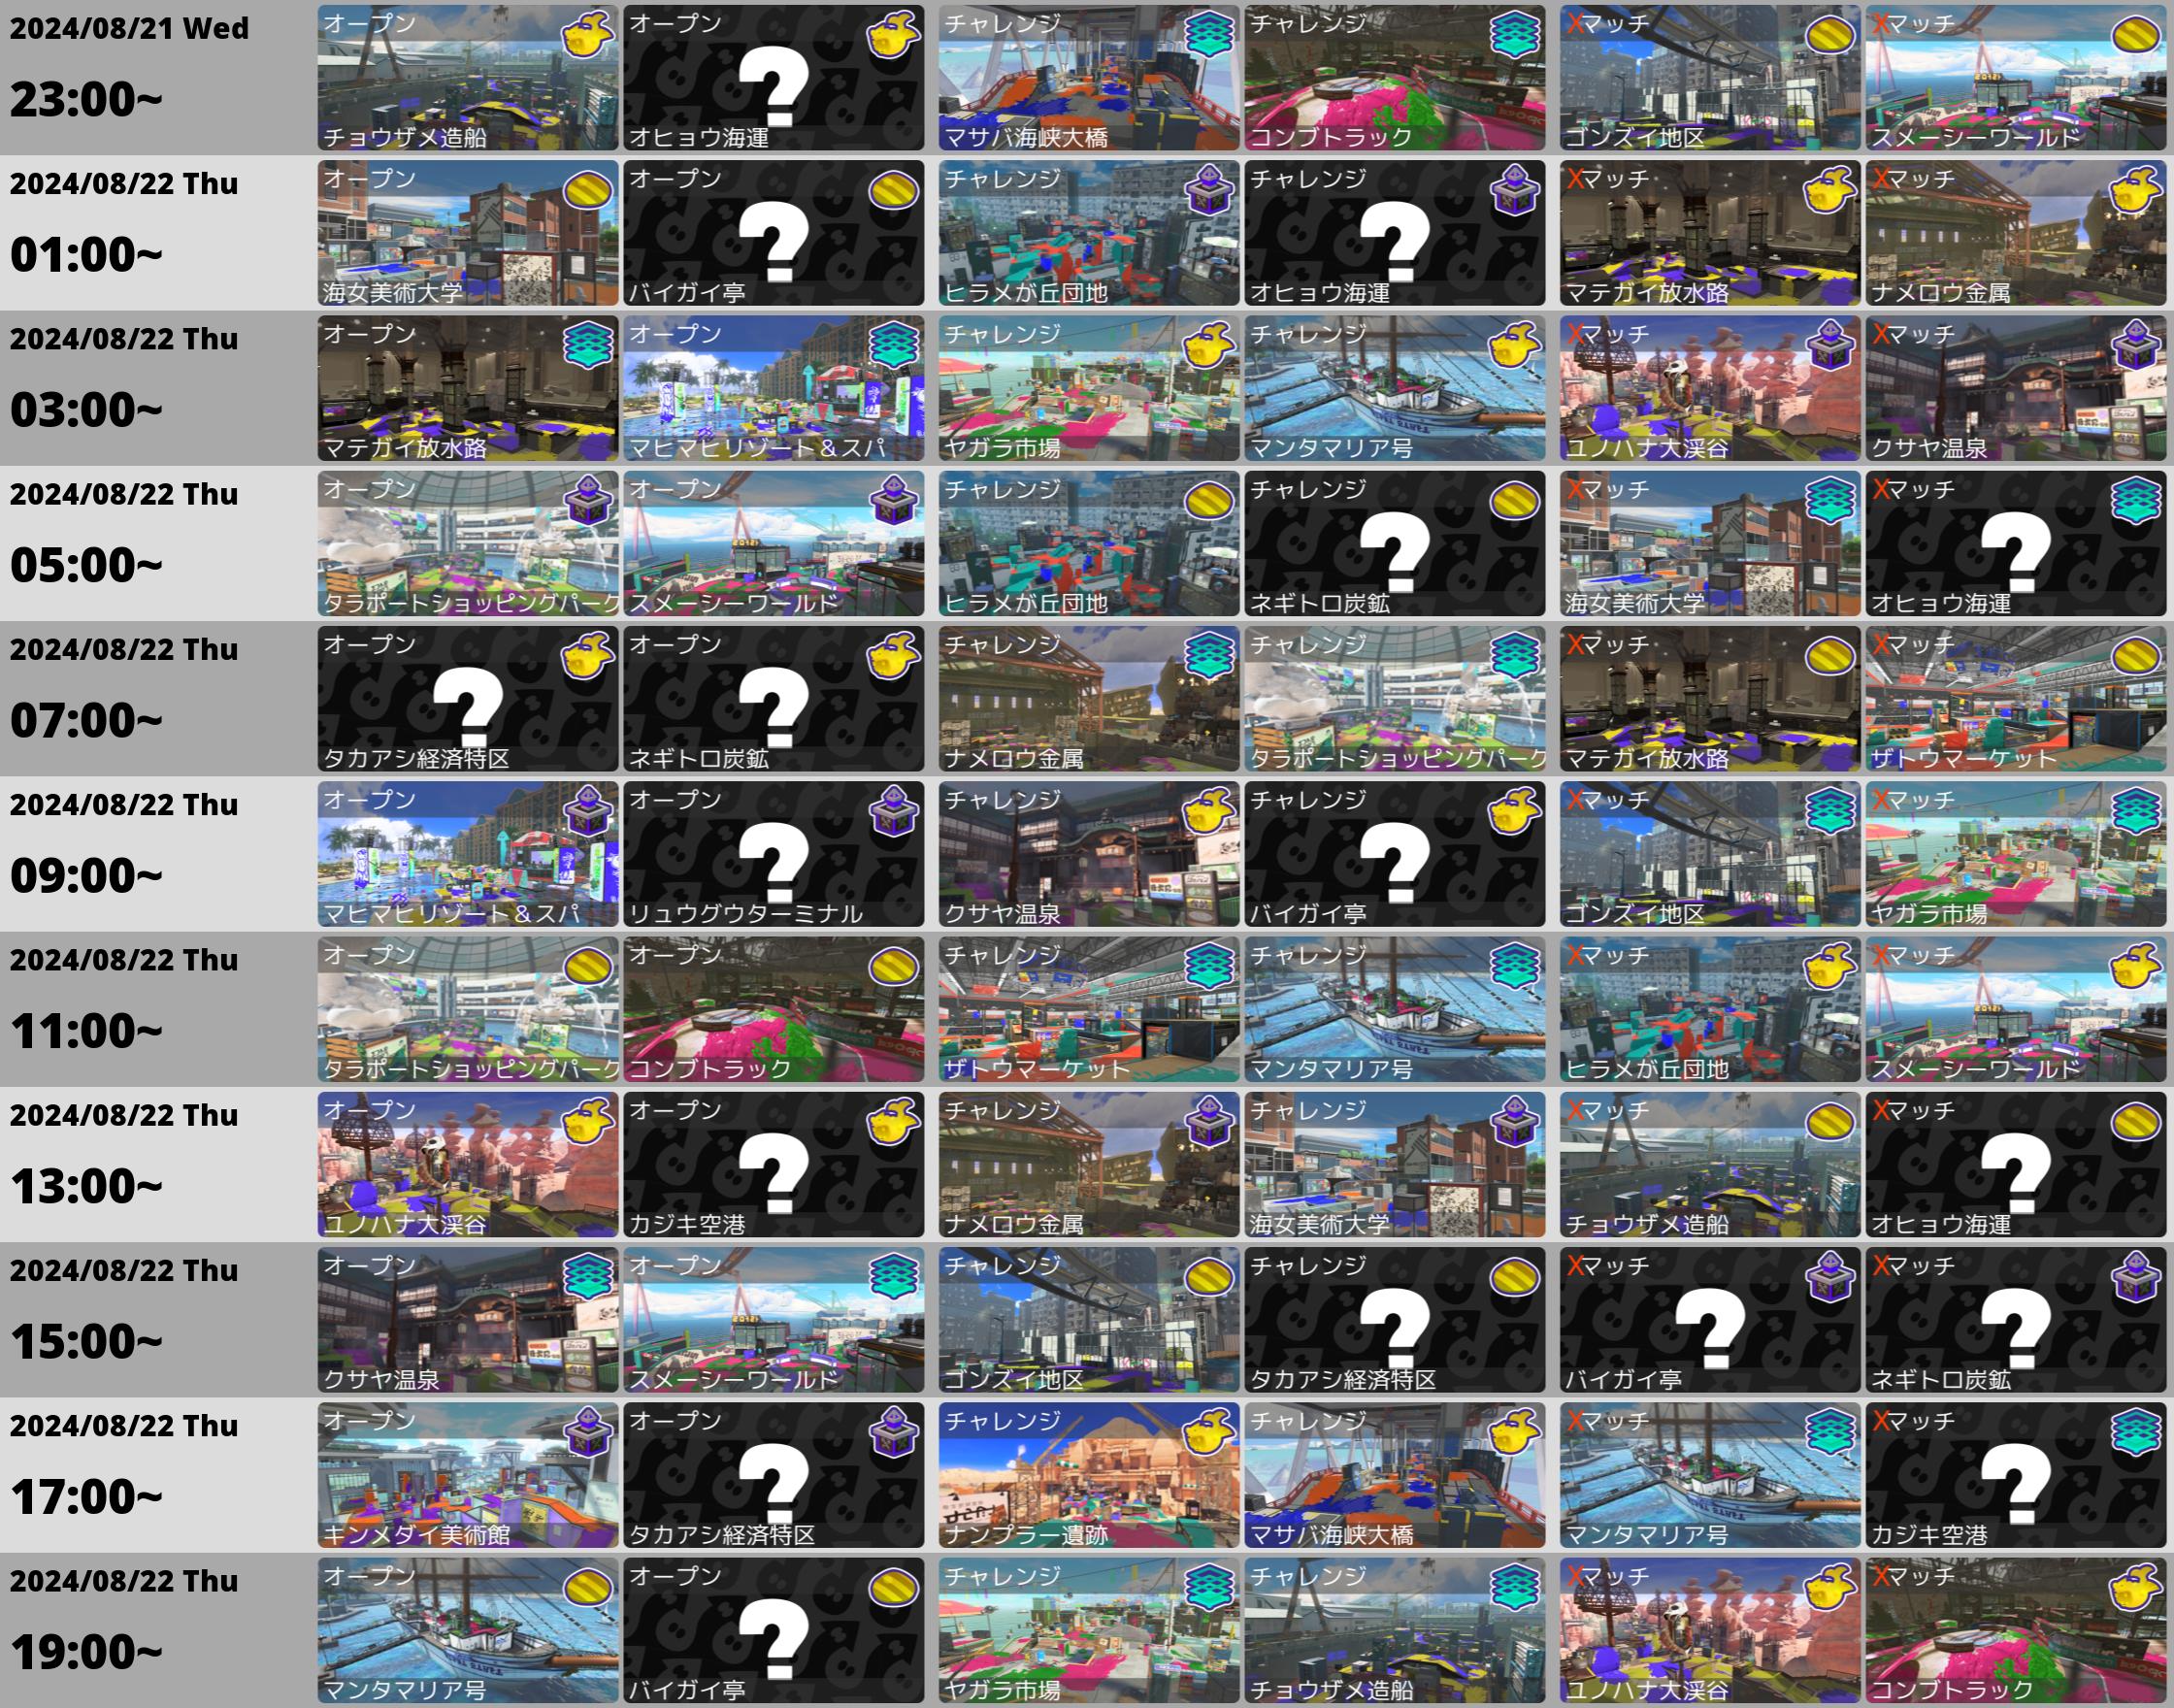 2024/08/21 Wed
23:00~
オープン
チョウザメ造船
オープン
オヒョウ海運
チャレンジ
マサバ海峡大橋
チャレンジ
コンブトラック
Xマッチ
ゴンズイ地区
Xマッチ
スメーシーワールド
2024/08/22 Thu
01:00~
オープン
海女美術大学
オープン
バイガイ亭
チャレンジ
ヒラメが丘団地
チャレンジ
オヒョウ海運
Xマッチ
マテガイ放水路
Xマッチ
ナメロウ金属
2024/08/22 Thu
03:00~
オープン
マテガイ放水路
オープン
マヒマヒリゾート＆スパ
チャレンジ
ヤガラ市場
チャレンジ
マンタマリア号
Xマッチ
ユノハナ大渓谷
Xマッチ
クサヤ温泉
2024/08/22 Thu
05:00~
オープン
タラポートショッピングパーク
オープン
スメーシーワールド
チャレンジ
ヒラメが丘団地
チャレンジ
ネギトロ炭鉱
Xマッチ
海女美術大学
Xマッチ
オヒョウ海運
2024/08/22 Thu
07:00~
オープン
タカアシ経済特区
オープン
ネギトロ炭鉱
チャレンジ
ナメロウ金属
チャレンジ
タラポートショッピングパーク
Xマッチ
マテガイ放水路
Xマッチ
ザトウマーケット
2024/08/22 Thu
09:00~
オープン
マヒマヒリゾート＆スパ
オープン
リュウグウターミナル
チャレンジ
クサヤ温泉
チャレンジ
バイガイ亭
Xマッチ
ゴンズイ地区
Xマッチ
ヤガラ市場
2024/08/22 Thu
11:00~
オープン
タラポートショッピングパーク
オープン
コンブトラック
チャレンジ
ザトウマーケット
チャレンジ
マンタマリア号
Xマッチ
ヒラメが丘団地
Xマッチ
スメーシーワールド
2024/08/22 Thu
13:00~
オープン
ユノハナ大渓谷
オープン
カジキ空港
チャレンジ
ナメロウ金属
チャレンジ
海女美術大学
Xマッチ
チョウザメ造船
Xマッチ
オヒョウ海運
2024/08/22 Thu
15:00~
オープン
クサヤ温泉
オープン
スメーシーワールド
チャレンジ
ゴンズイ地区
チャレンジ
タカアシ経済特区
Xマッチ
バイガイ亭
Xマッチ
ネギトロ炭鉱
2024/08/22 Thu
17:00~
オープン
キンメダイ美術館
オープン
タカアシ経済特区
チャレンジ
ナンプラー遺跡
チャレンジ
マサバ海峡大橋
Xマッチ
マンタマリア号
Xマッチ
カジキ空港
2024/08/22 Thu
19:00~
オープン
マンタマリア号
オープン
バイガイ亭
チャレンジ
ヤガラ市場
チャレンジ
チョウザメ造船
Xマッチ
ユノハナ大渓谷
Xマッチ
コンブトラック